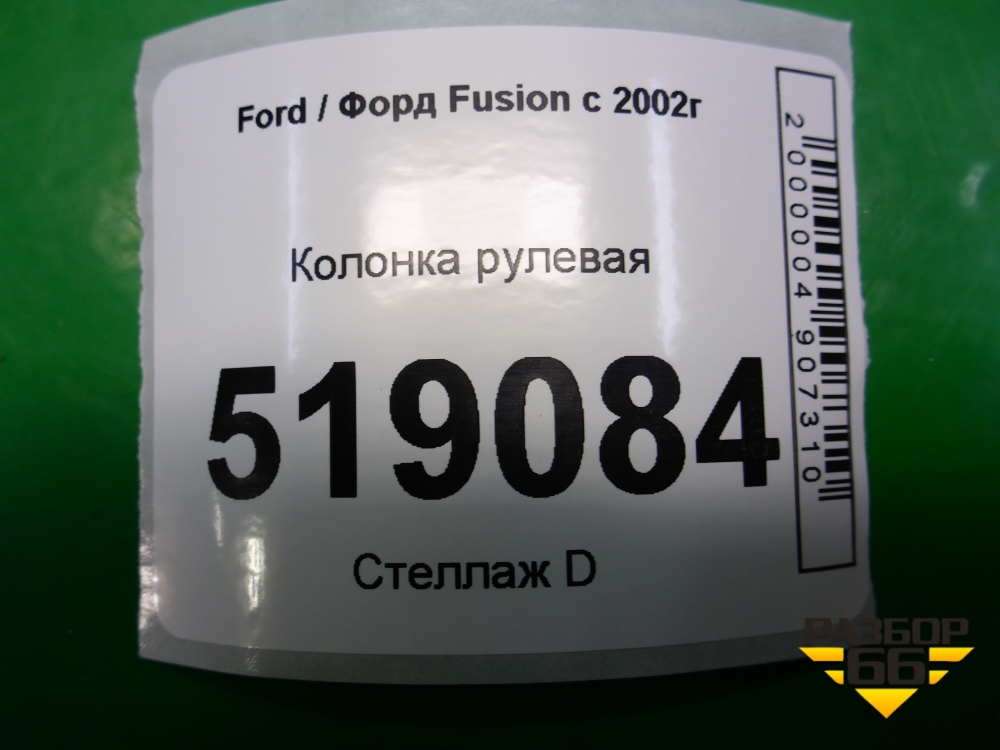 Ford / Форд Fusion с 2002г
Колонка рулевая
519084
Стеллаж D
2000004907310
РАЗБОР
66